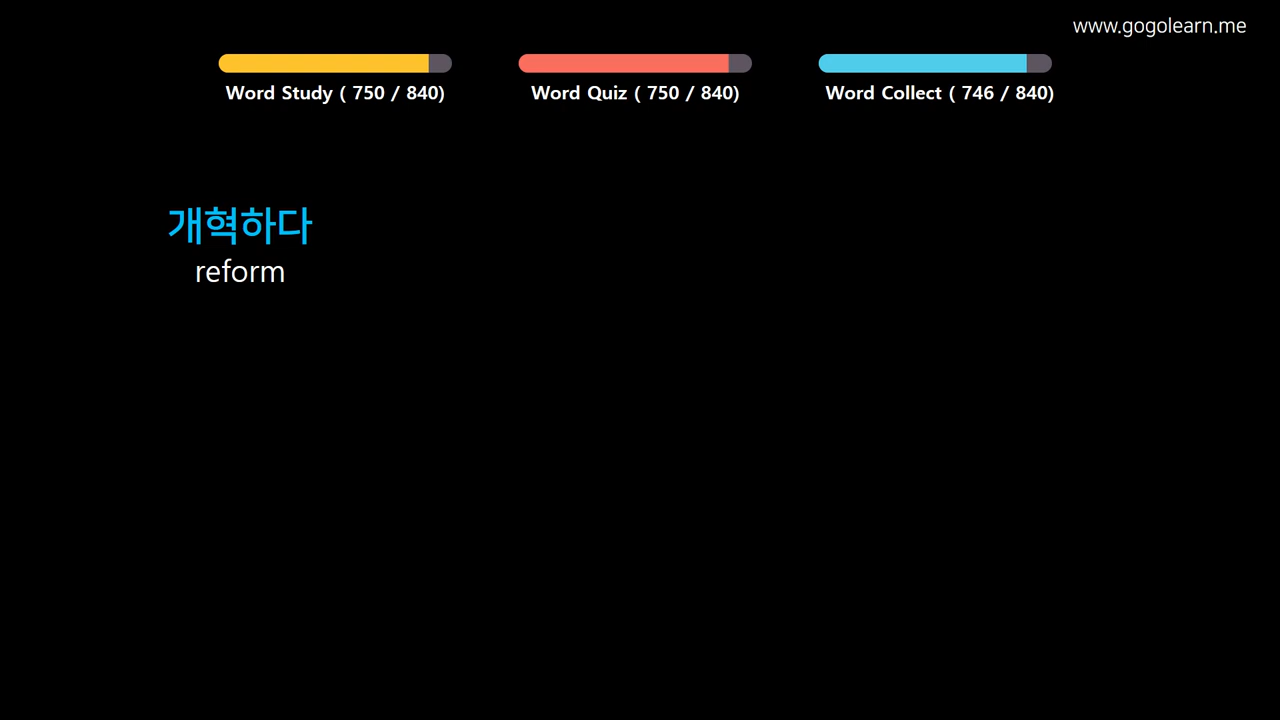 www.gogolearn.me
Word Study ( 750 / 840)
Word Quiz ( 750 / 840)
Word Collect ( 746 / 840)
개혁하다
reform